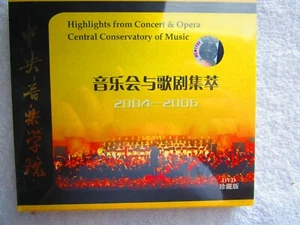 Highlights from Concert & Opera
Central Conservatory of Music
中央音乐学院
音乐会与歌剧集萃
2004-2006
DVD
珍藏版